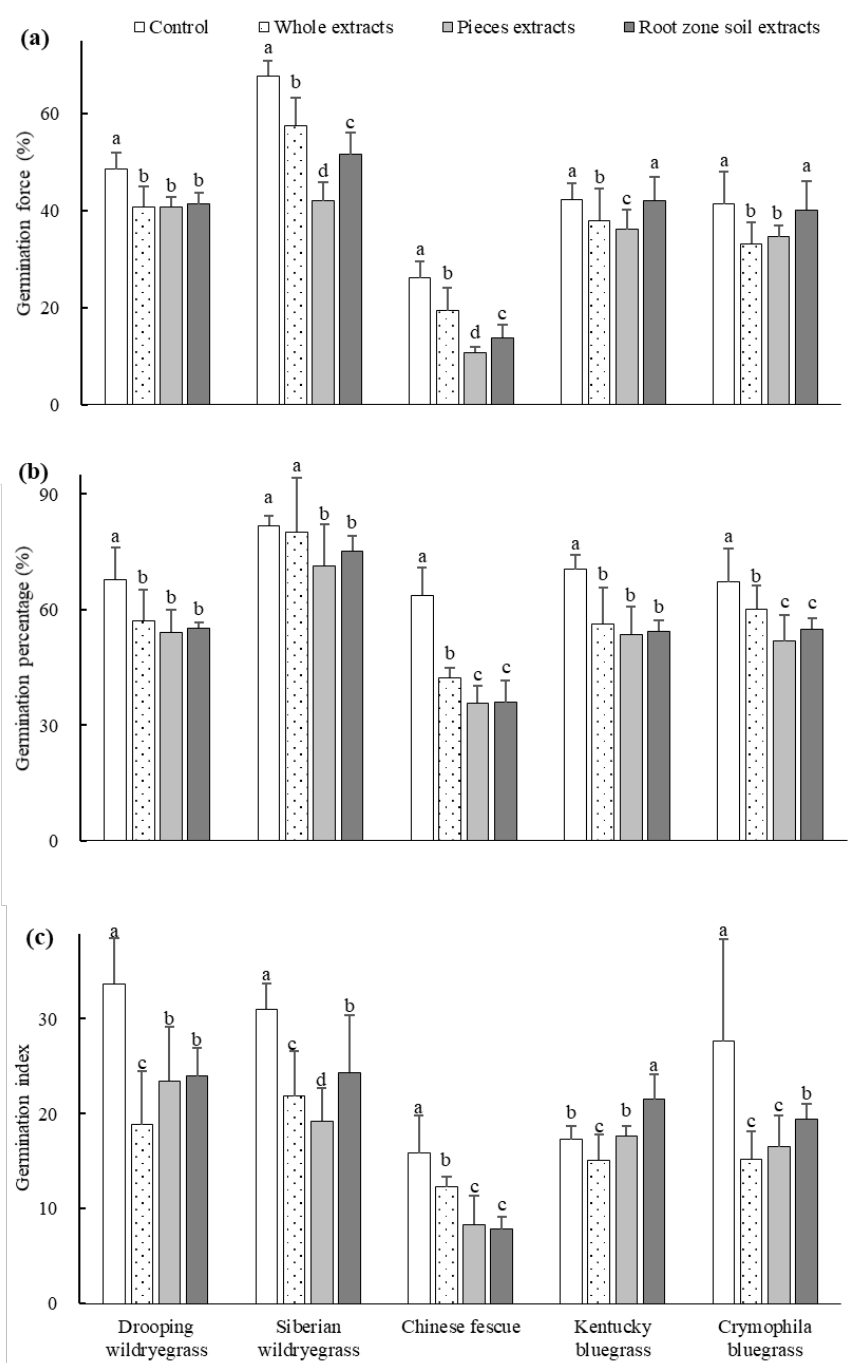 (a)
Control Whole extracts Pieces extracts Root zone soil extracts
Germination force (%)
60
40
20
0
a b b b a b d c a b d c a b c a a b b a
(b)
Germination percentage (%)
90
60
30
0
a b b b a a b b a b c c a b b b a b c c
(c)
Germination index
30
20
10
0
a c b b a c d b a b c c b c b a a c c b
Drooping Siberian Chinese fescue Kentucky Crymophila
wildryegrass wildryegrass bluegrass bluegrass